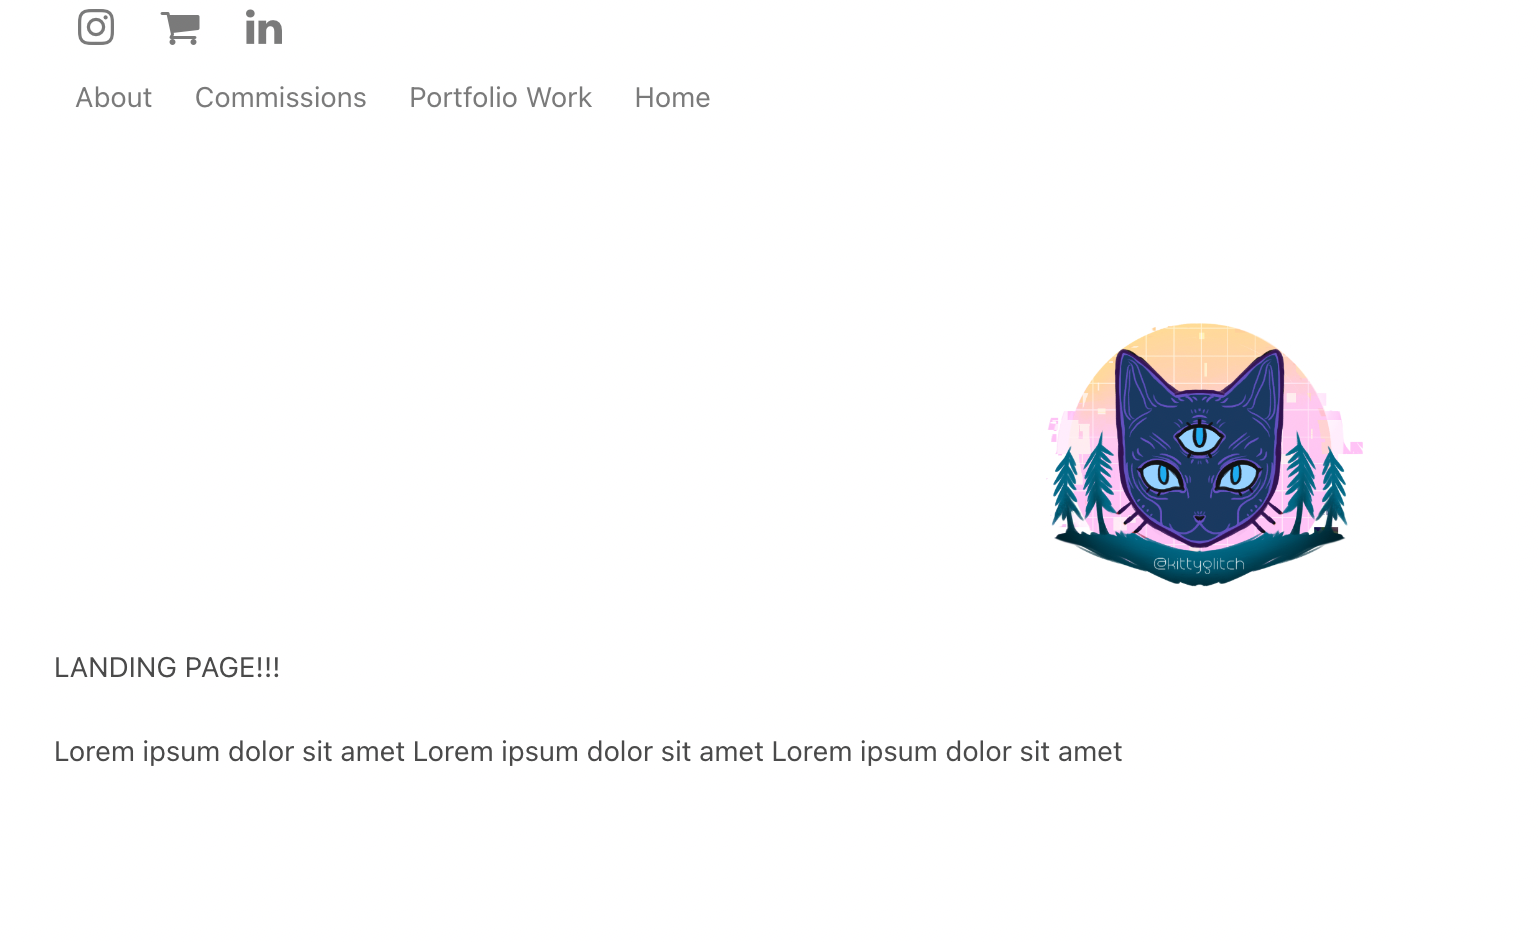 About Commissions Portfolio Work Home
@kittyglitch
LANDING PAGE!!!
Lorem ipsum dolor sit amet Lorem ipsum dolor sit amet Lorem ipsum dolor sit amet